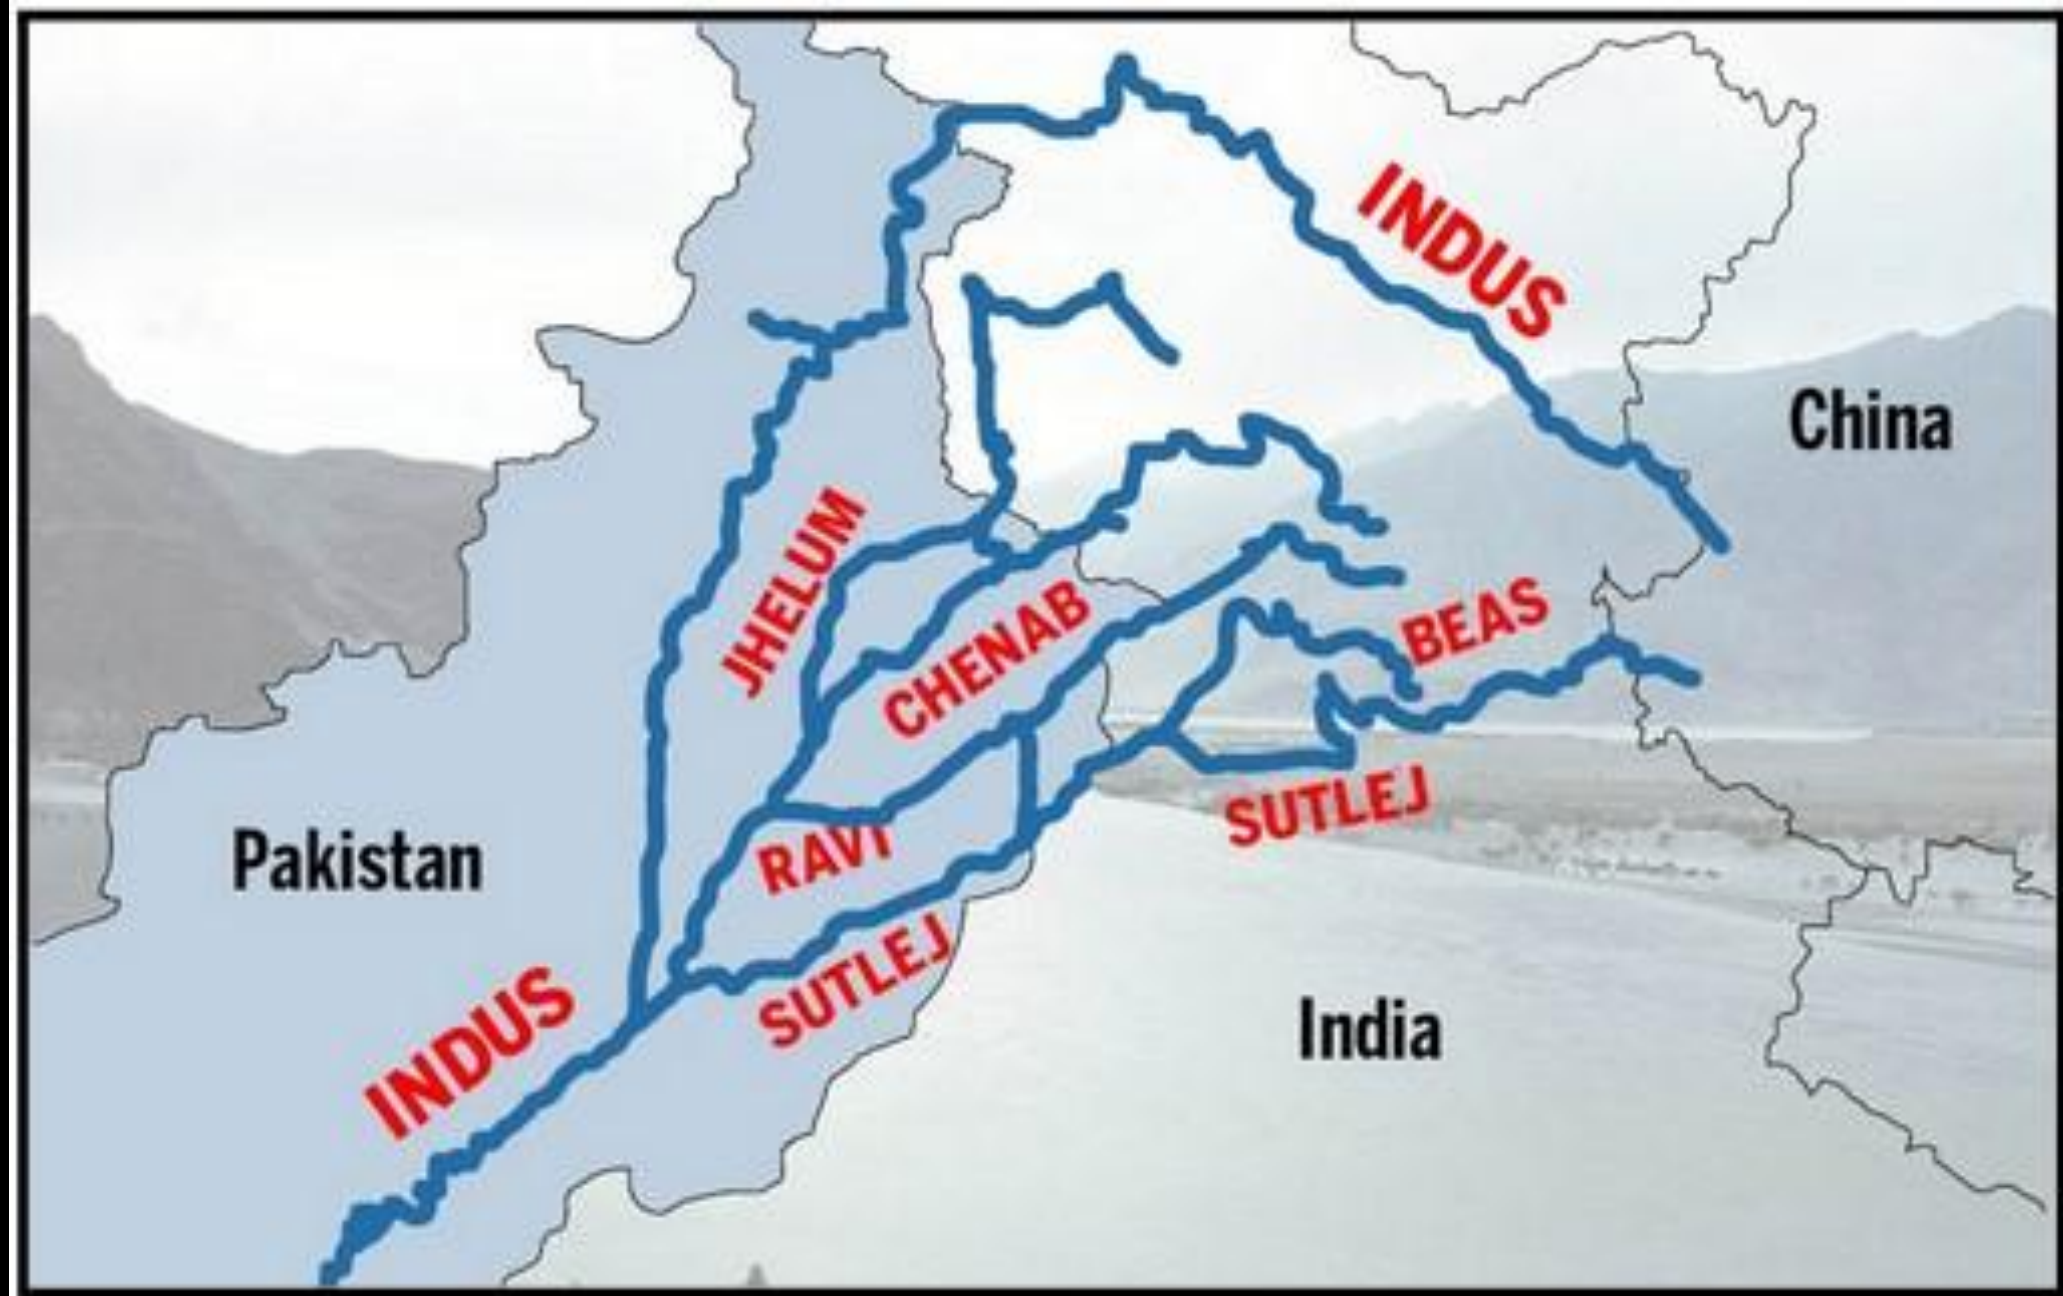 INDUS
China
JHELUM
CHENAB
BEAS
SUTLEJ
Pakistan
RAVI
SUTLEJ
INDUS
India